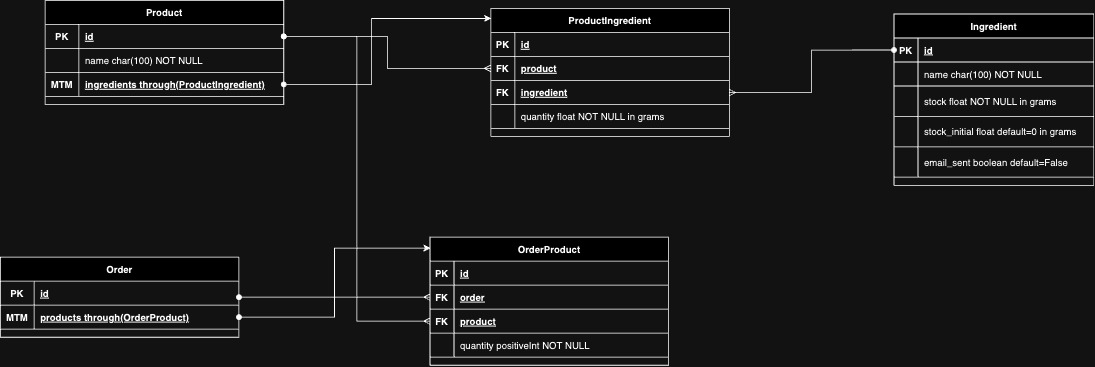 Product
PK id
name char(100) NOT NULL
MTM ingredients through(ProductIngredient)
ProductIngredient
PK id
FK product
FK ingredient
quantity float NOT NULL in grams
Ingredient
PK id
name char(100) NOT NULL
stock float NOT NULL in grams
stock_initial float default=0 in grams
email_sent boolean default=False
Order
PK id
MTM products through(OrderProduct)
OrderProduct
PK id
FK order
FK product
quantity positiveInt NOT NULL